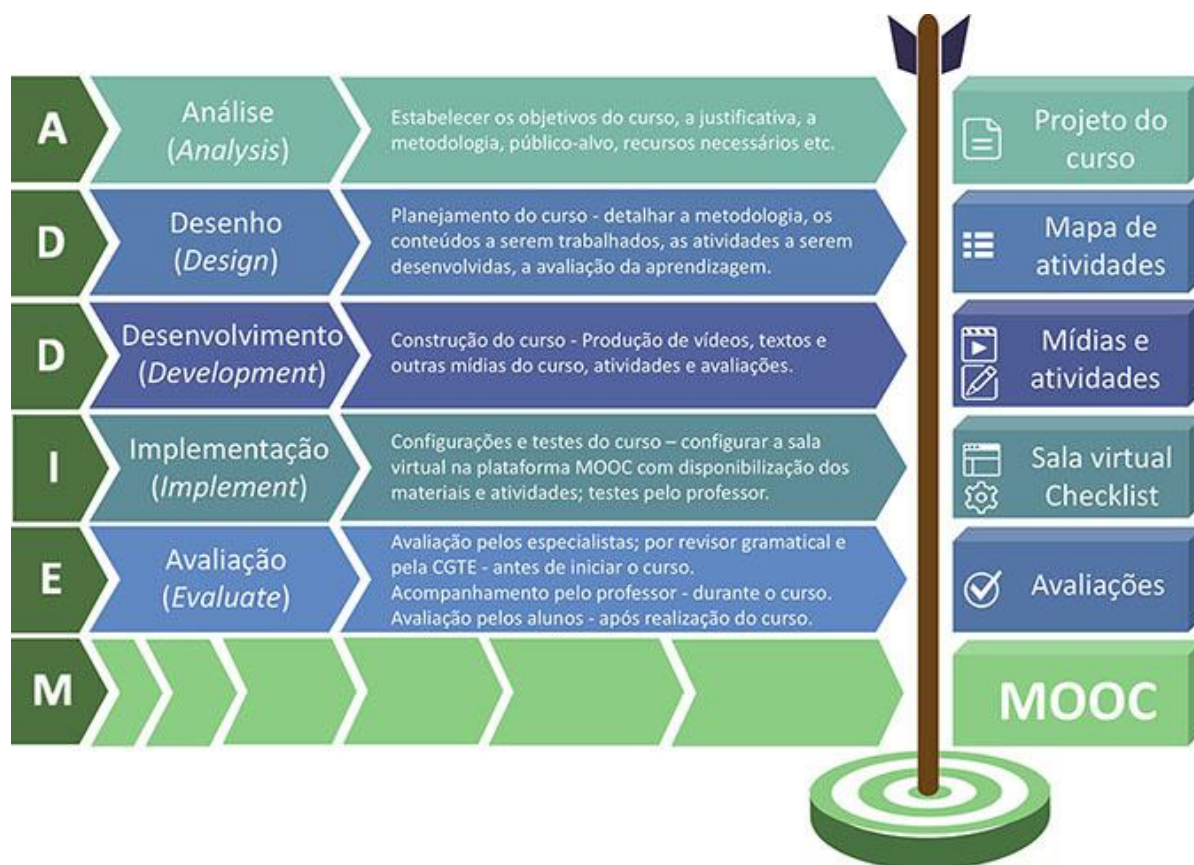 A
Análise
(Analysis)
Estabelecer os objetivos do curso, a justificativa, a
metodologia, público-alvo, recursos necessários etc.
Projeto do
curso
D
Desenho
(Design)
Planejamento do curso - detalhar a metodologia, os
conteúdos a serem trabalhados, as atividades a serem
desenvolvidas, a avaliação da aprendizagem.
Mapa de
atividades
D
Desenvolvimento
(Development)
Construção do curso - Produção de vídeos, textos e
outras mídias do curso, atividades e avaliações.
Mídias e
atividades
I
Implementação
(Implement)
Configurações e testes do curso – configurar a sala
virtual na plataforma MOOC com disponibilização dos
materiais e atividades; testes pelo professor.
Sala virtual
Checklist
E
Avaliação
(Evaluate)
Avaliação pelos especialistas; por revisor gramatical e
pela CGTE - antes de iniciar o curso.
Acompanhamento pelo professor - durante o curso.
Avaliação pelos alunos - após realização do curso.
Avaliações
M
MOOC